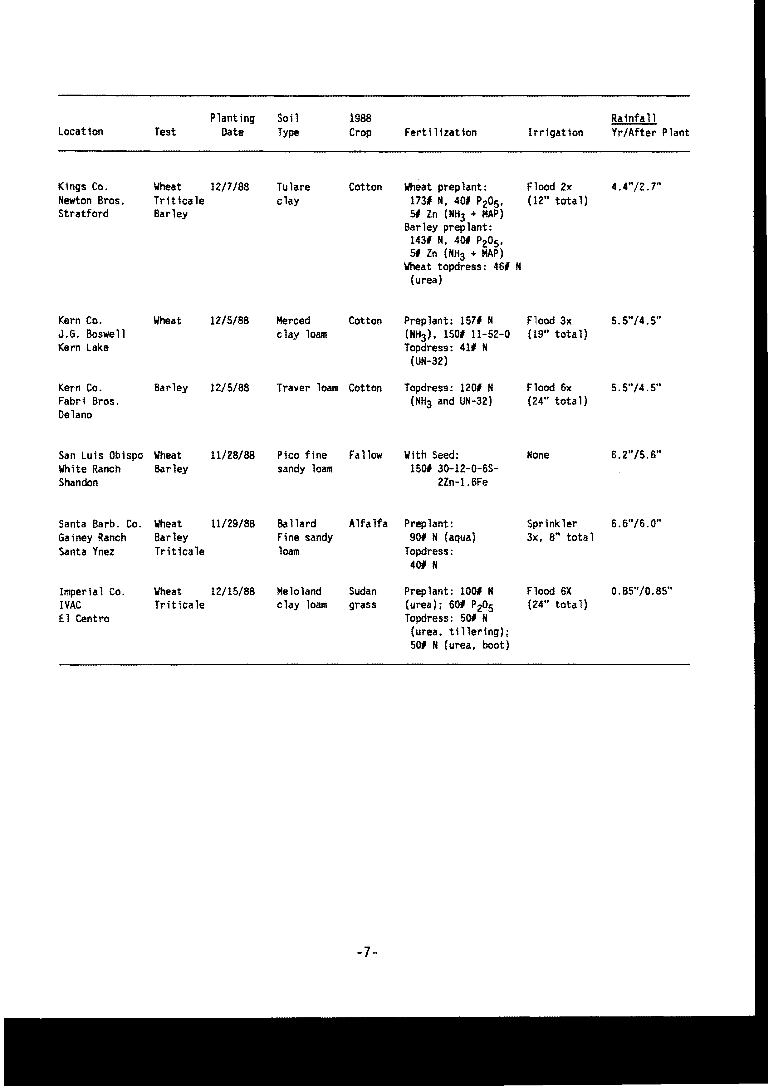 Planting Soil 1988 Rainfall
Location Test Date Type Crop Fertilization Irrigation Yr/After Plant
Kings Co. Wheat 12/7/88 Tulare Cotton Wheat preplant: Flood 2x 4.4"/2.7"
Newton Bros. Triticale clay 173# N, 40# P2O5, (12" total)
Stratford Barley 5# Zn (NH3 + MAP)
Barley preplant:
143# N, 40# P2O5,
5# Zn (NH3 + MAP)
Wheat topdress: 46# N
(urea)
Kern Co. Wheat 12/5/88 Merced Cotton Preplant: 157# N Flood 3x 5.5"/4.5"
J.G. Boswell clay loam (NH3), 150# 11-52-0 (19" total)
Kern Lake Topdress: 41# N
(UN-32)
Kern Co. Barley 12/5/88 Traver loam Cotton Topdress: 120# N Flood 6x 5.5"/4.5"
Fabri Bros. (NH3 and UN-32) (24" total)
Delano
San Luis Obispo Wheat 11/28/88 Pico fine Fallow With Seed: None 6.2"/5.6"
White Ranch Barley sandy loam 150# 30-12-0-6S-
Shandon 2Zn-1.6Fe
Santa Barb. Co. Wheat 11/29/88 Ballard Alfalfa Preplant: Sprinkler 6.6"/6.0"
Gainey Ranch Barley Fine sandy 90# N (aqua) 3x, 8" total
Santa Ynez Triticale loam Topdress:
40# N
Imperial Co. Wheat 12/15/88 Meloland Sudan Preplant: 100# N Flood 6X 0.85"/0.85"
IVAC Triticale clay loam grass (urea); 60# P2O5 (24" total)
El Centro Topdress: 50# N
(urea, tillering);
50# N (urea, boot)
-7-